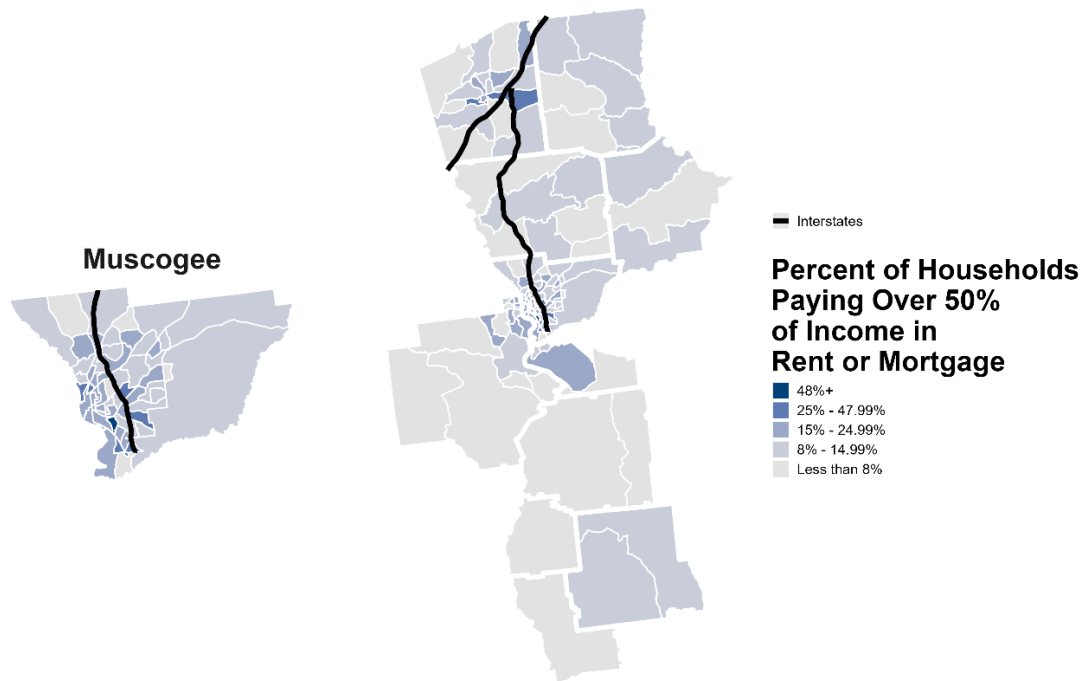 Muscogee
Interstates
Percent of Households
Paying Over 50%
of Income in
Rent or Mortgage
48%+
25% - 47.99%
15% - 24.99%
8% - 14.99%
Less than 8%